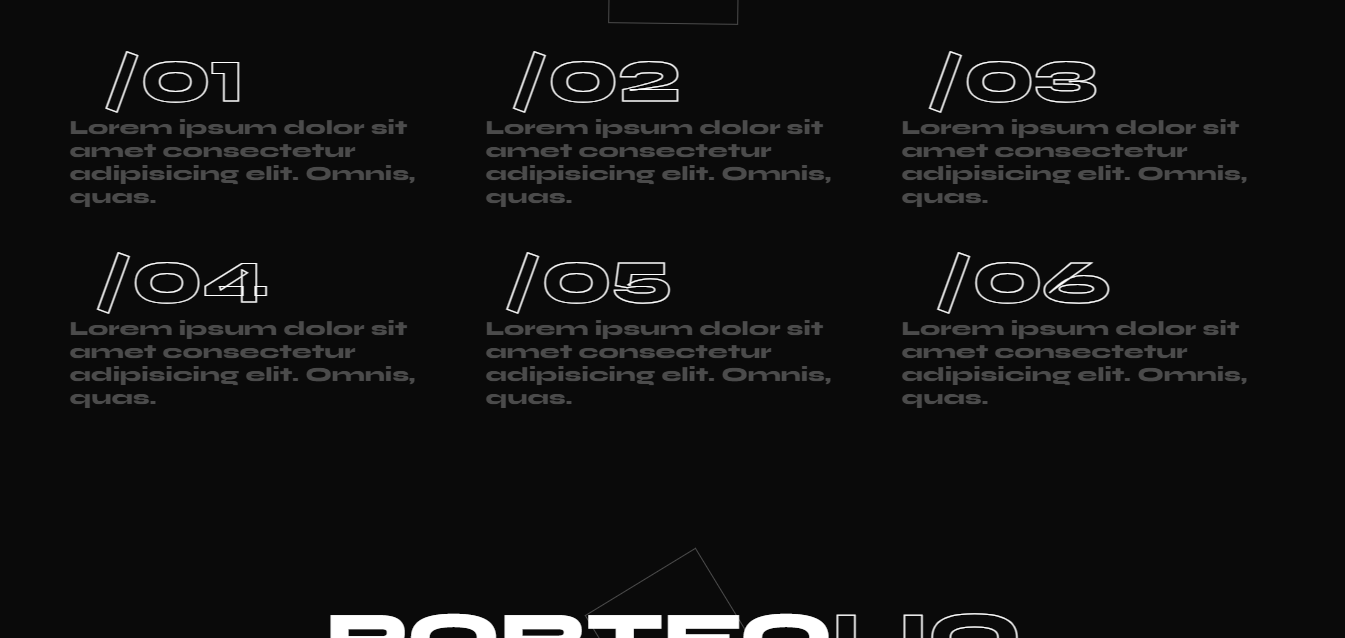 /01
Lorem ipsum dolor sit
amet consectetur
adipisicing elit. Omnis,
quas.
/02
Lorem ipsum dolor sit
amet consectetur
adipisicing elit. Omnis,
quas.
/03
Lorem ipsum dolor sit
amet consectetur
adipisicing elit. Omnis,
quas.
/04
Lorem ipsum dolor sit
amet consectetur
adipisicing elit. Omnis,
quas.
/05
Lorem ipsum dolor sit
amet consectetur
adipisicing elit. Omnis,
quas.
/06
Lorem ipsum dolor sit
amet consectetur
adipisicing elit. Omnis,
quas.
PORTFOLIO